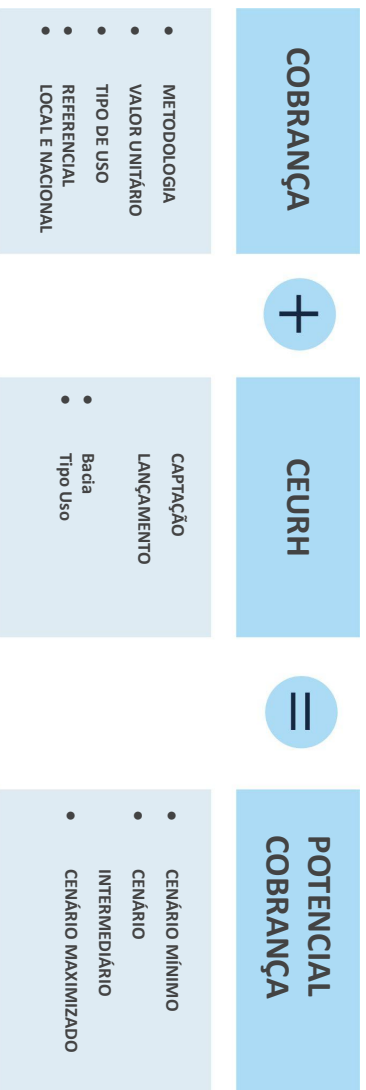 COBRANÇA
• METODOLOGIA
• VALOR UNITÁRIO
• TIPO DE USO
• REFERENCIAL
• LOCAL E NACIONAL
+
CEURH
CAPTAÇÃO
LANÇAMENTO
• Bacia
• Tipo Uso
=
POTENCIAL
COBRANÇA
• CENÁRIO MÍNIMO
• CENÁRIO
INTERMEDIÁRIO
• CENÁRIO MAXIMIZADO